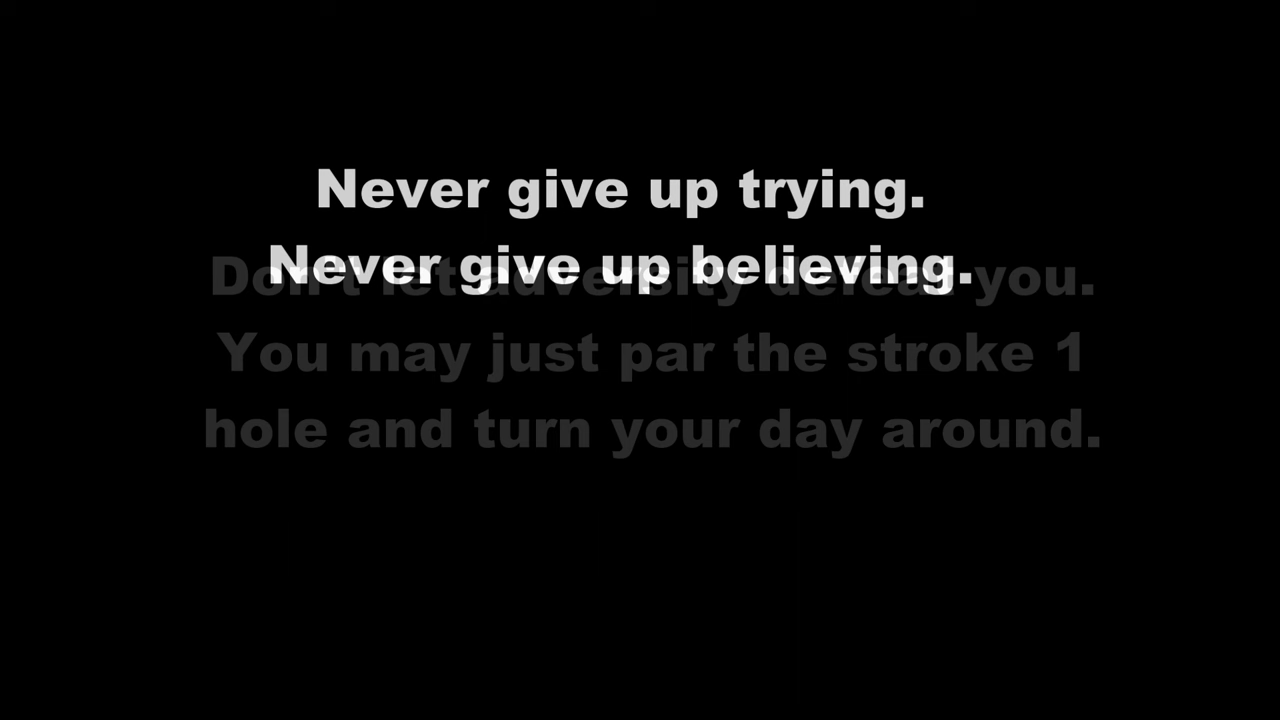 Never give up trying.
Never give up believing.
Don't let adversity defeat you.
You may just par the stroke 1
hole and turn your day around.